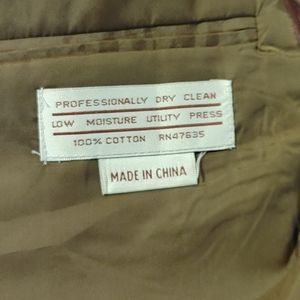 PROFESSIONALLY DRY CLEAN
LOW MOISTURE UTILITY PRESS
100% COTTON RN47635
MADE IN CHINA